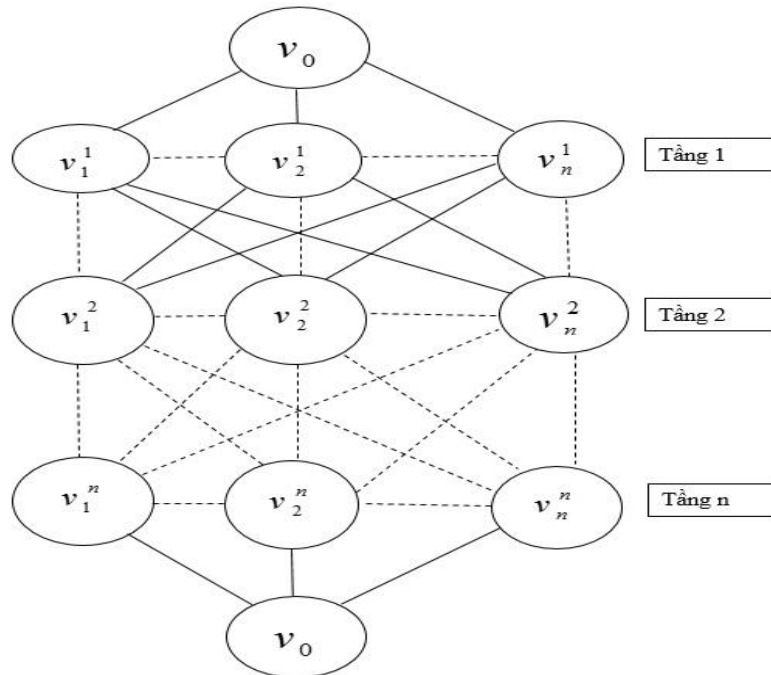 v₀
v₁¹ v₂¹ vₙ¹ Tầng 1
v₁² v₂² vₙ² Tầng 2
v₁ⁿ v₂ⁿ vₙⁿ Tầng n
v₀